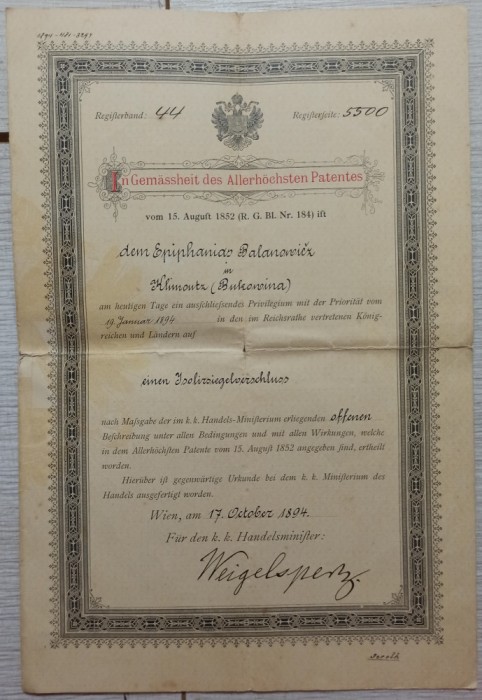 Registerband: 44 Registerseite: 5500
In Gemässheit des Allerhöchsten Patentes
vom 15. August 1852 (R. G. Bl. Nr. 184) ist
dem Epiphanias Balanowicz
in
Klimoutz (Bukowina)
am heutigen Tage ein ausschließendes Privilegium mit der Priorität vom
19. Januar 1894 in den im Reichsrathe vertretenen König-
reichen und Ländern auf
einen Isolirsiegelverschluss
nach Maßgabe der im k. k. Handels-Ministerium erliegenden offenen
Beschreibung unter allen Bedingungen und mit allen Wirkungen, welche
in dem Allerhöchsten Patente vom 15. August 1852 angegeben sind, ertheilt
worden.
Hierüber ist gegenwärtige Urkunde bei dem k. k. Ministerium des
Handels ausgefertigt worden.
Wien, am 17. October 1894.
Für den k. k. Handelsminister:
Weigelsperg.